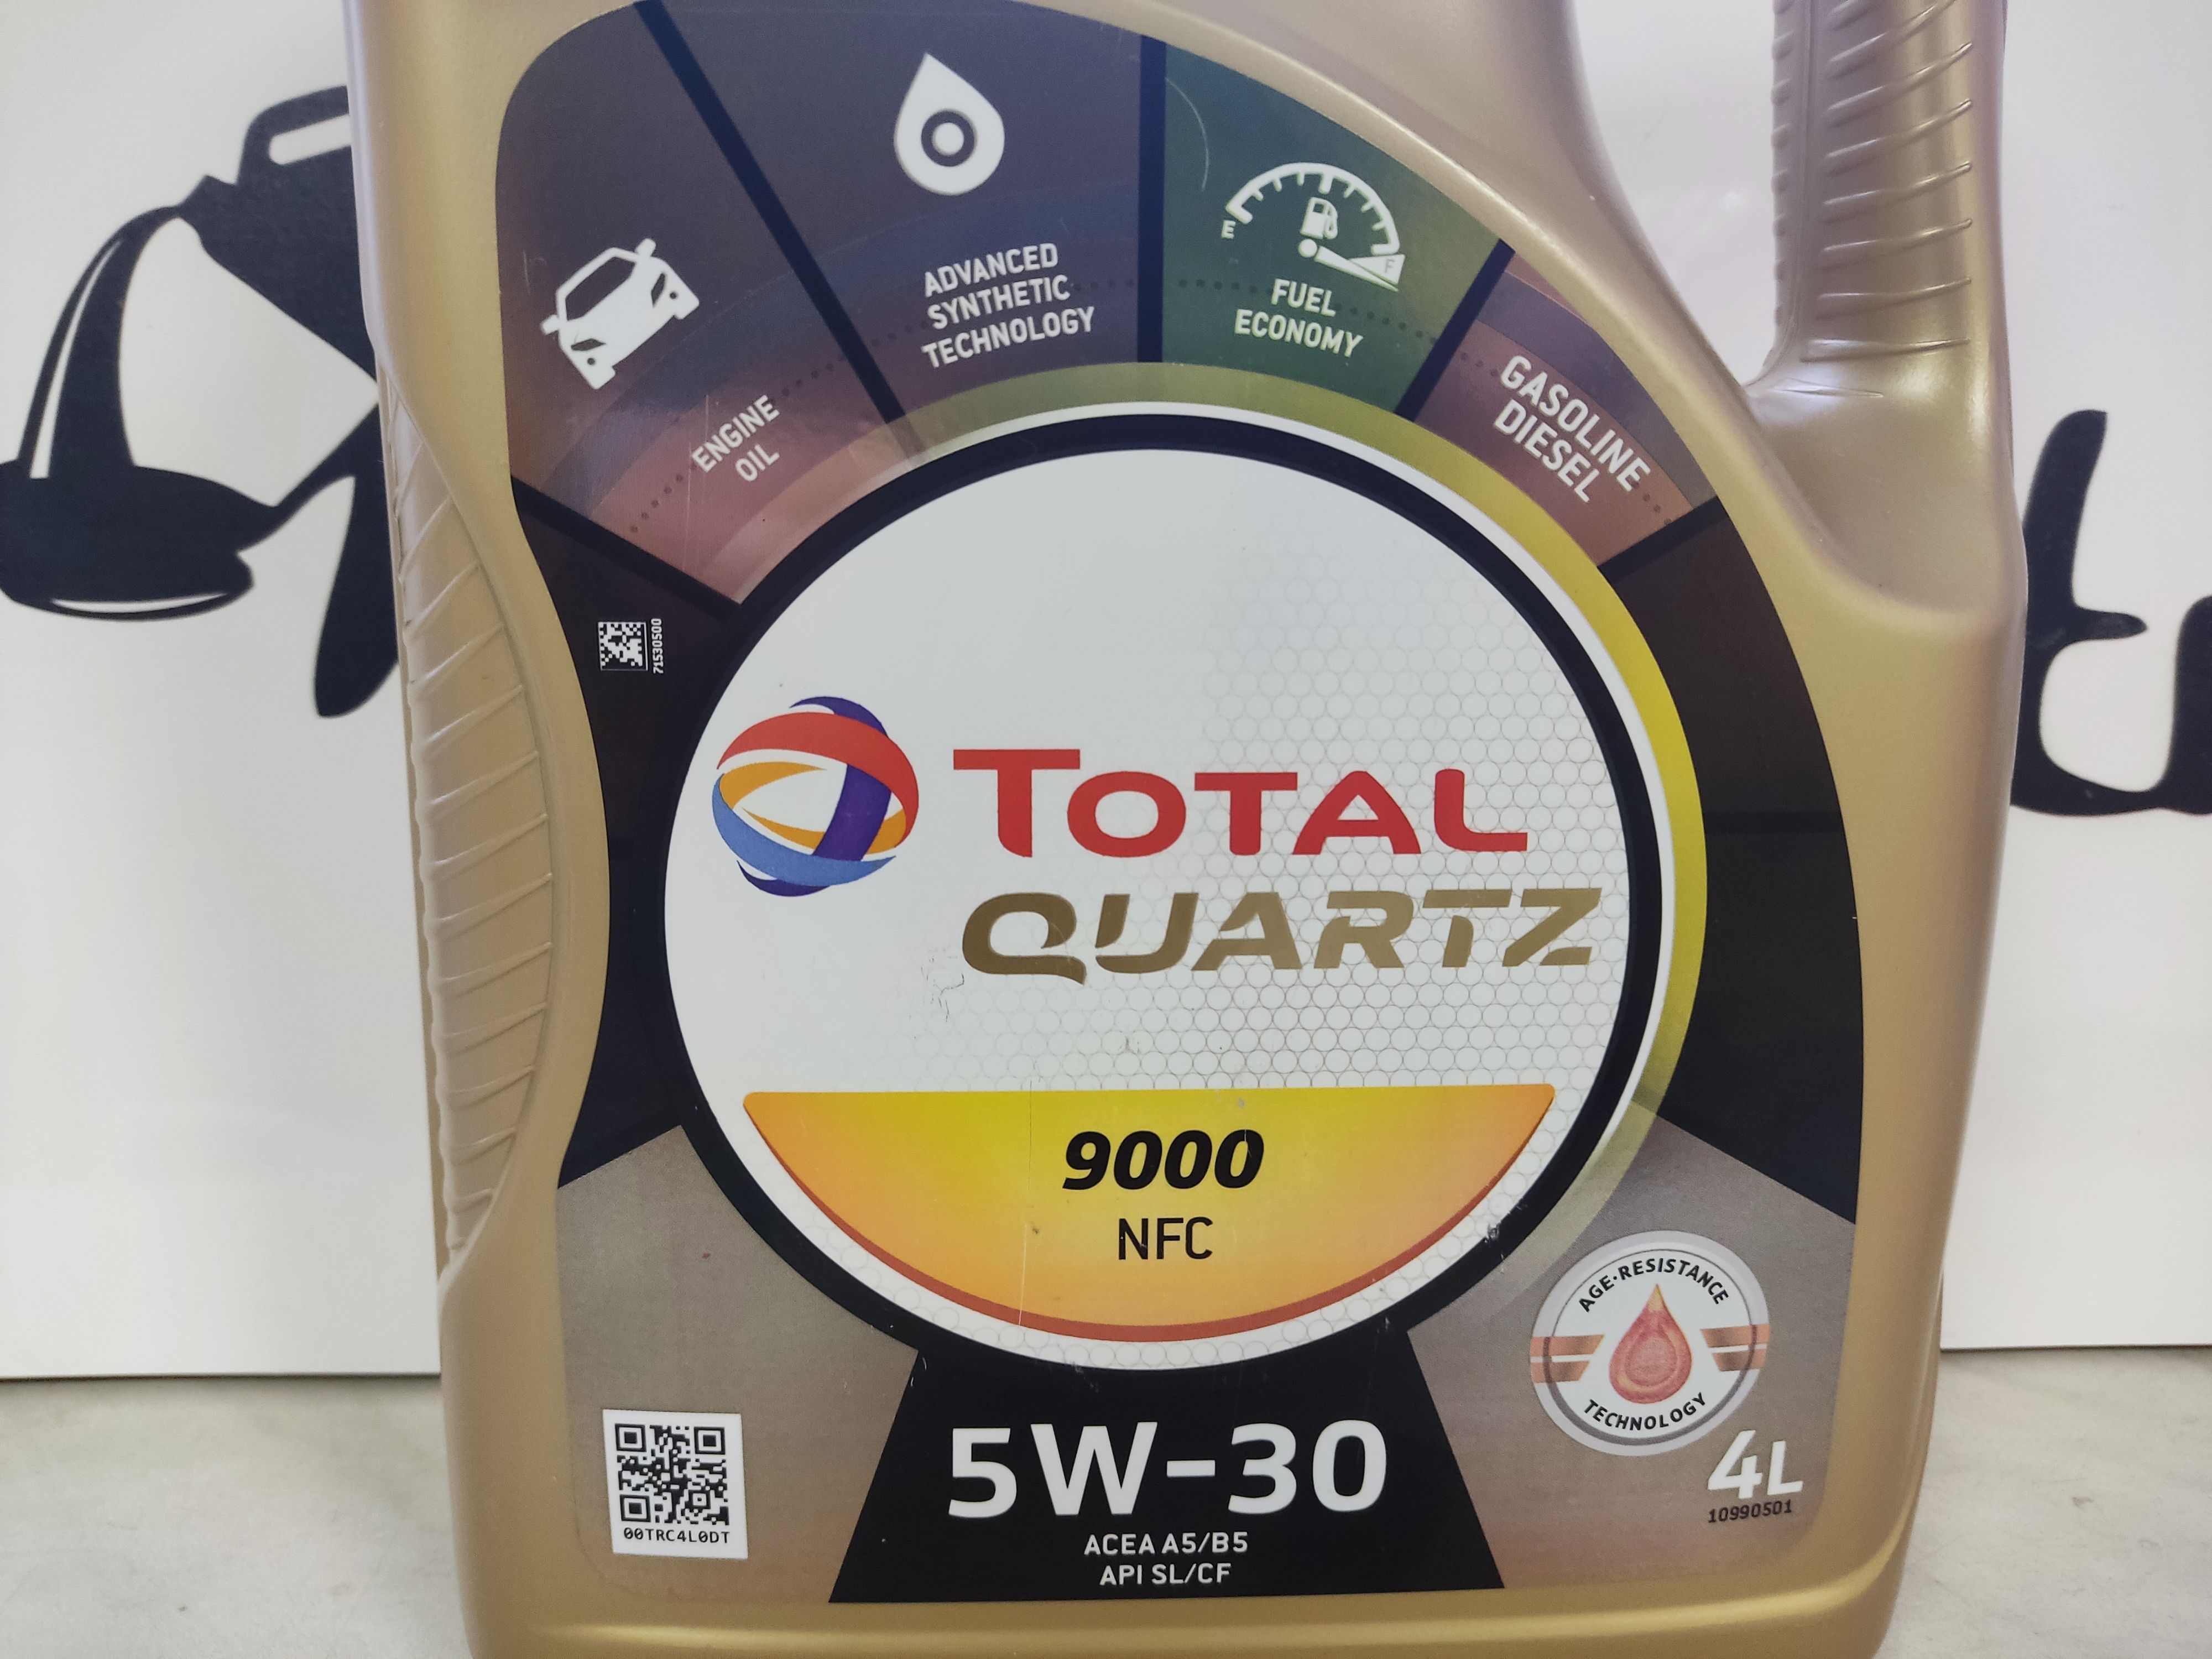 ADVANCED
SYNTHETIC
TECHNOLOGY
E
F
FUEL
ECONOMY
ENGINE
OIL
GASOLINE
DIESEL
71530500
TOTAL
QUARTZ
9000
NFC
AGE-RESISTANCE
TECHNOLOGY
5W-30
ACEA A5/B5
API SL/CF
4L
10990501
00TRC4L0DT